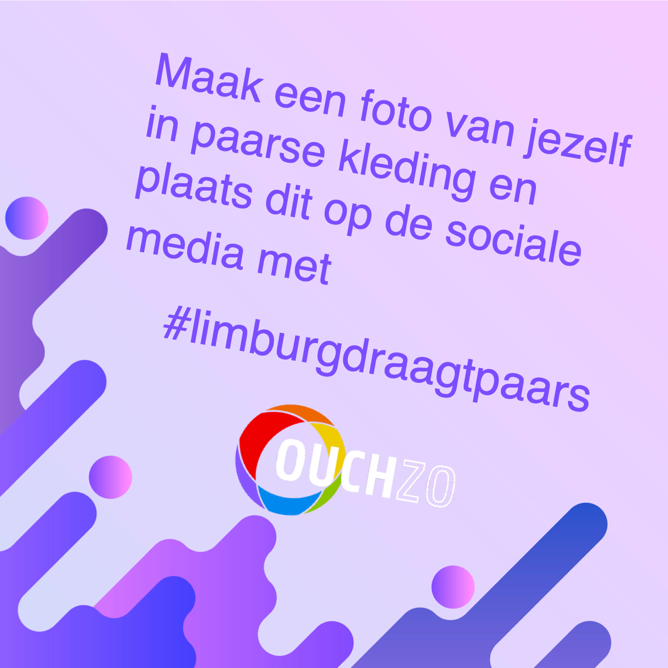 Maak een foto van jezelf
in paarse kleding en
plaats dit op de sociale
media met
#limburgdraagtpaars
OUCHZO